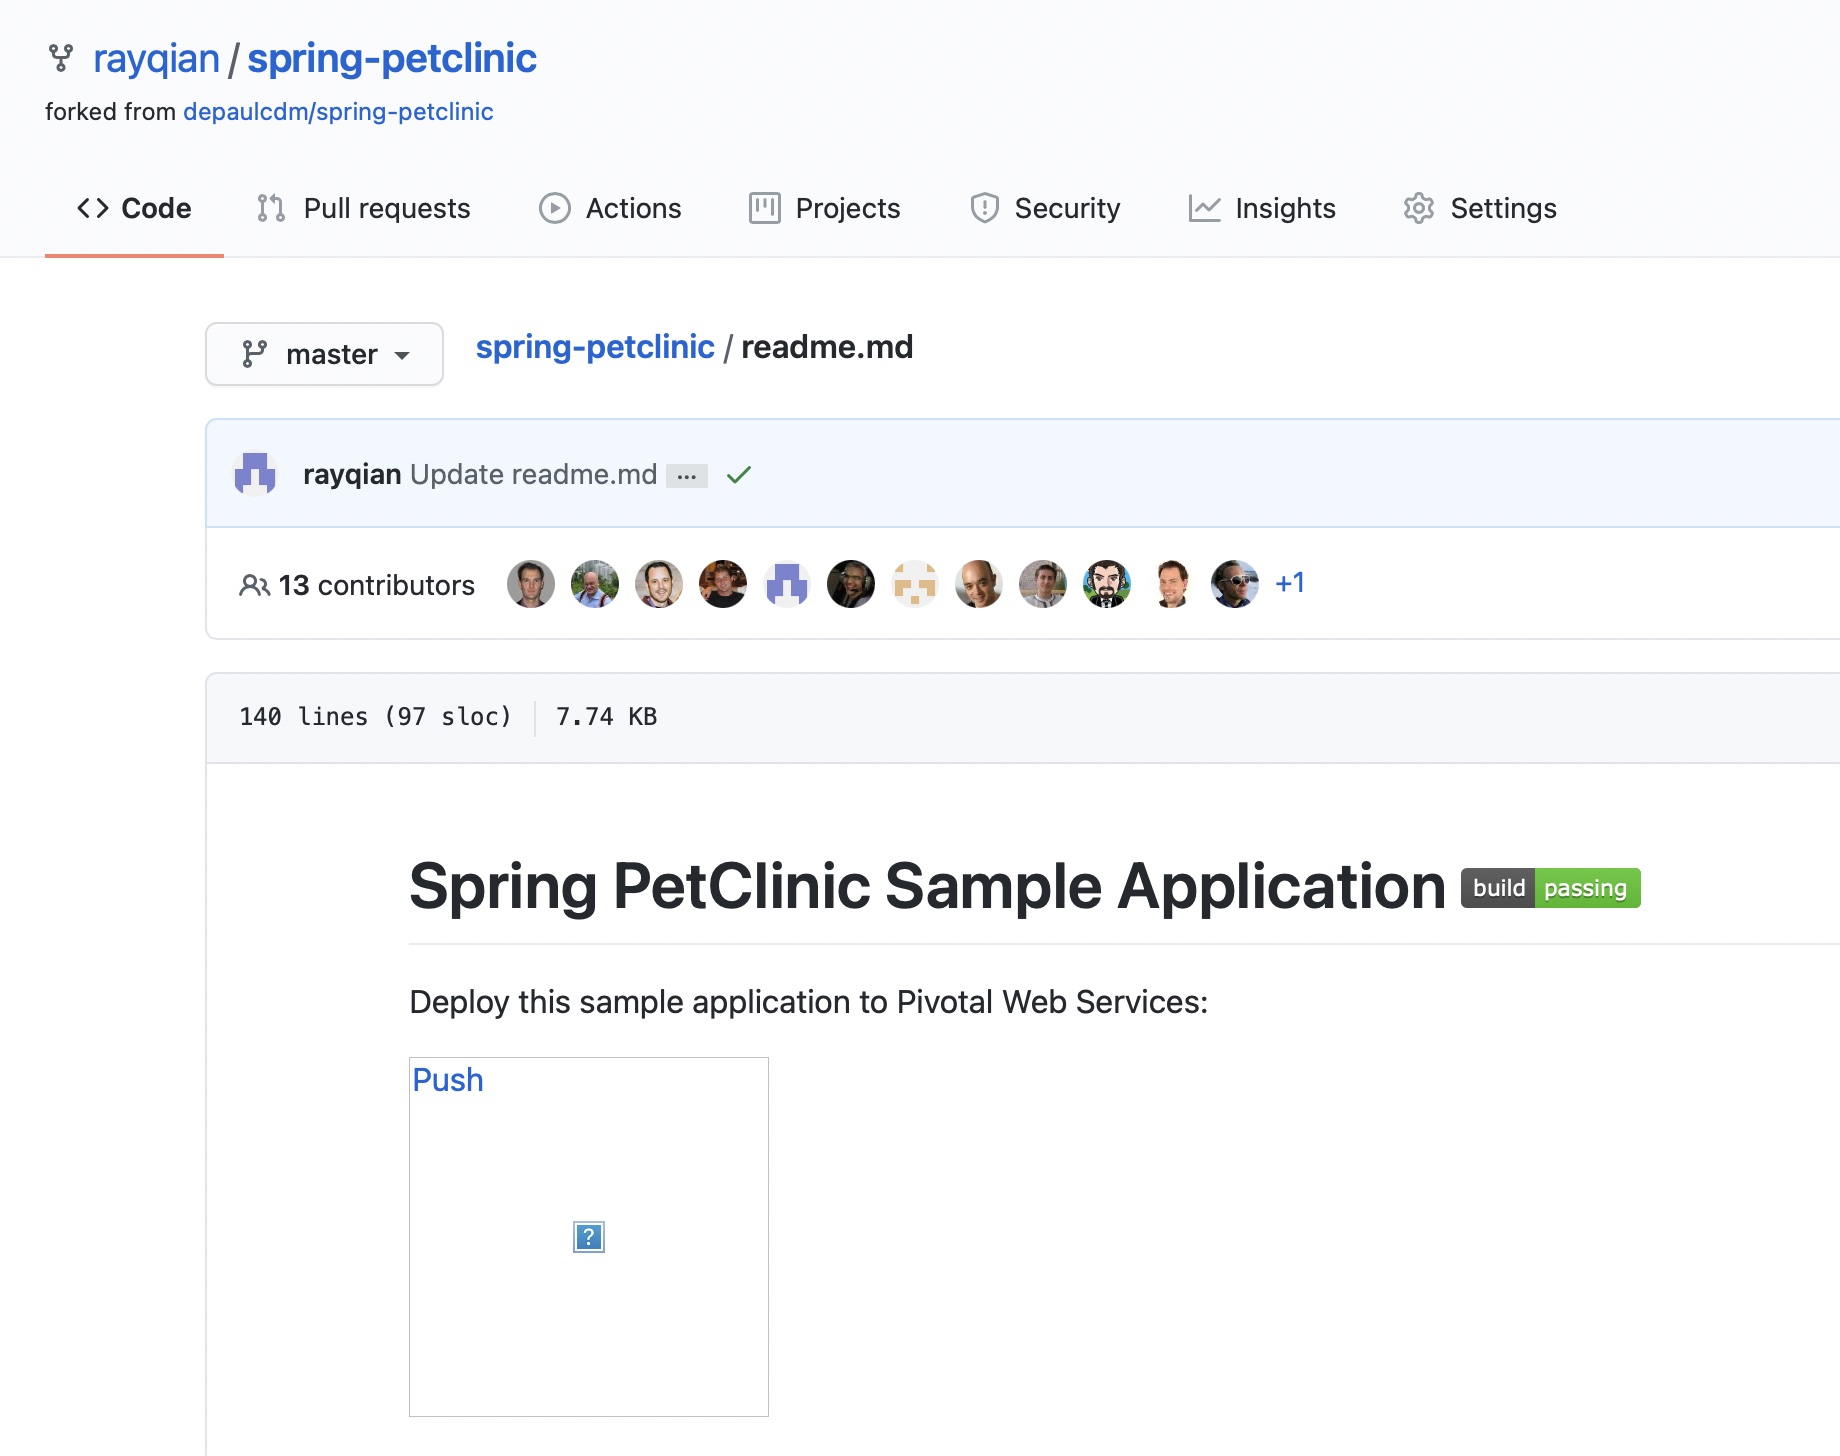 rayqian / spring-petclinic
forked from depaulcdm/spring-petclinic
Code Pull requests Actions Projects Security Insights Settings
master spring-petclinic / readme.md
rayqian Update readme.md ...
13 contributors +1
140 lines (97 sloc) 7.74 KB
Spring PetClinic Sample Application build passing
Deploy this sample application to Pivotal Web Services:
Push
?